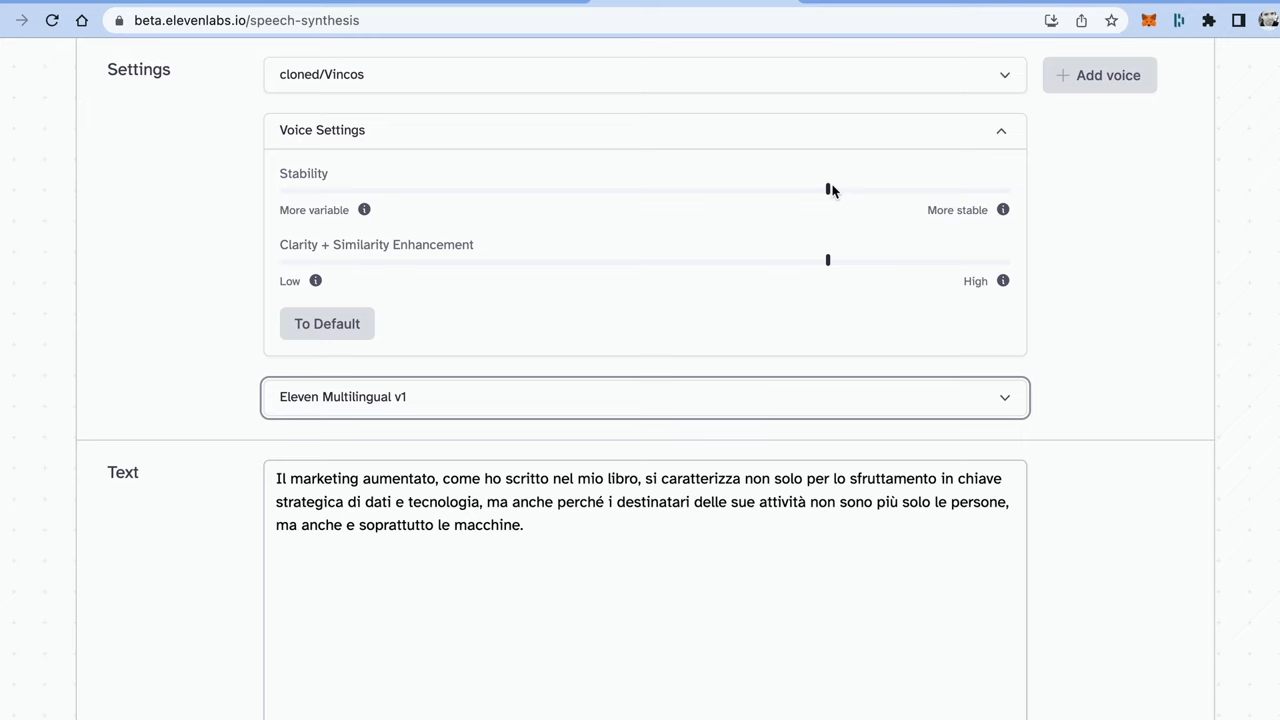 beta.elevenlabs.io/speech-synthesis
Settings
cloned/Vincos
Add voice
Voice Settings
Stability
More variable
More stable
Clarity + Similarity Enhancement
Low
High
To Default
Eleven Multilingual v1
Text
Il marketing aumentato, come ho scritto nel mio libro, si caratterizza non solo per lo sfruttamento in chiave
strategica di dati e tecnologia, ma anche perché i destinatari delle sue attività non sono più solo le persone,
ma anche e soprattutto le macchine.